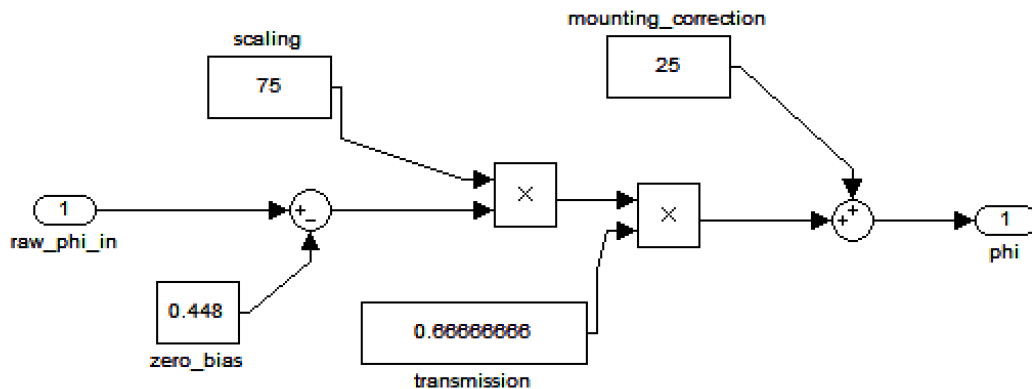 mounting_correction
scaling
25
75
×
×
1
raw_phi_in
1
phi
0.448
zero_bias
0.66666666
transmission